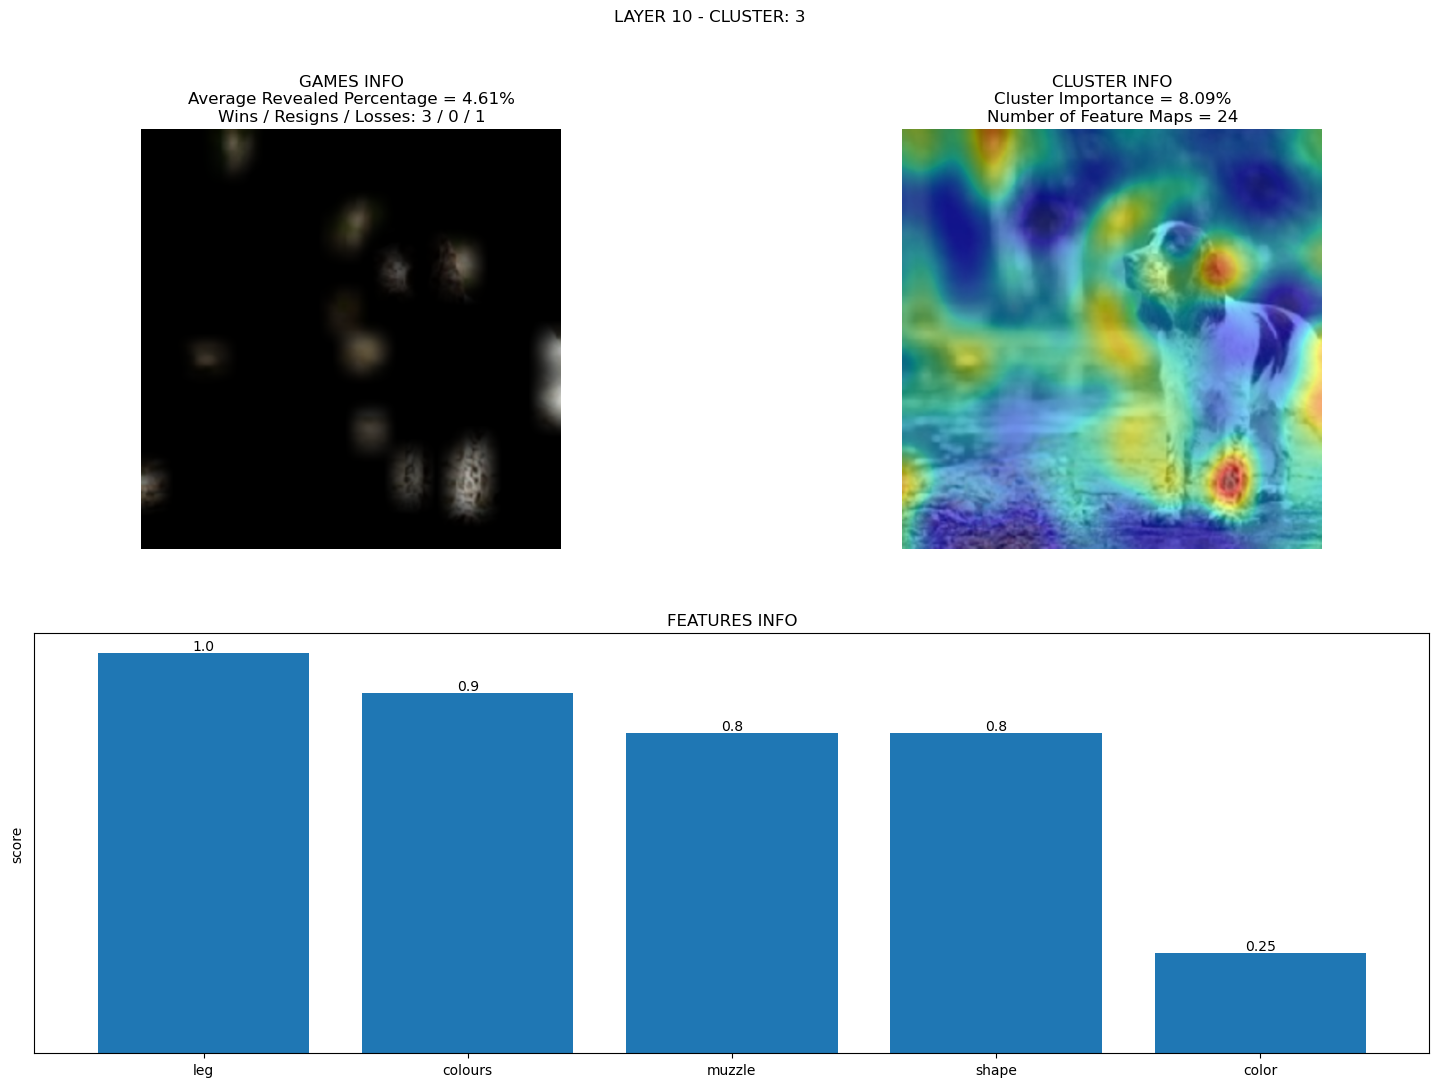 LAYER 10 - CLUSTER: 3
GAMES INFO
Average Revealed Percentage = 4.61%
Wins / Resigns / Losses: 3 / 0 / 1
CLUSTER INFO
Cluster Importance = 8.09%
Number of Feature Maps = 24
FEATURES INFO
score
1.0
0.9
0.8
0.8
0.25
leg
colours
muzzle
shape
color